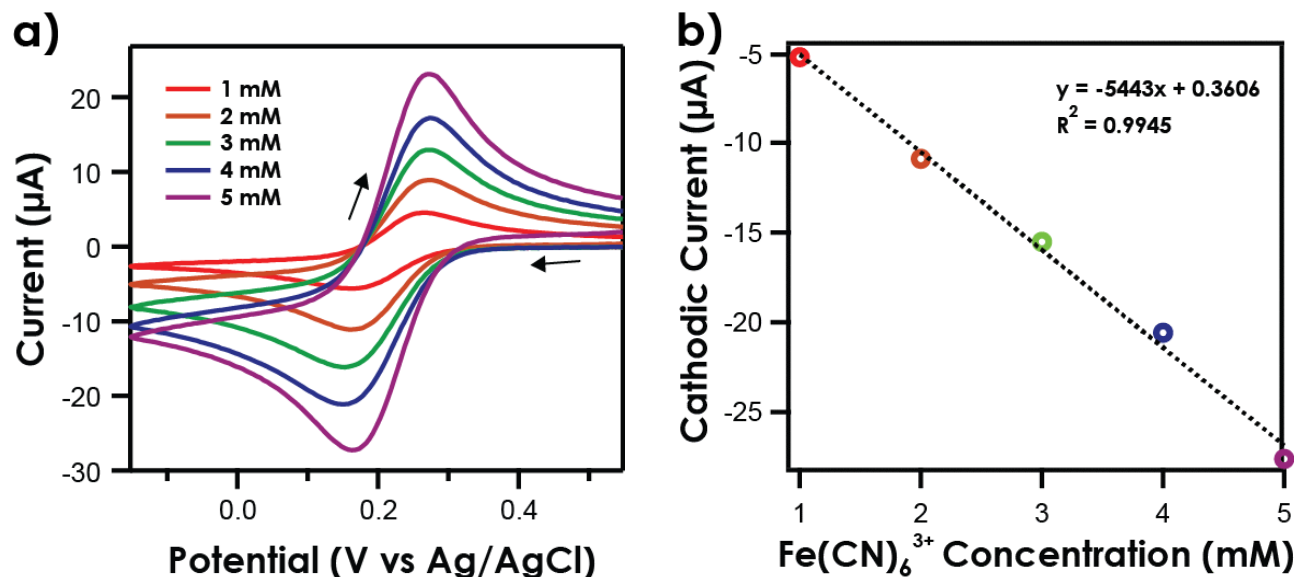 a)
Current (µA)
20
10
0
-10
-20
-30
1 mM
2 mM
3 mM
4 mM
5 mM
0.0
0.2
0.4
Potential (V vs Ag/AgCl)
b)
Cathodic Current (µA)
-5
-10
-15
-20
-25
y = -5443x + 0.3606
R² = 0.9945
1
2
3
4
5
Fe(CN)₆³⁺ Concentration (mM)